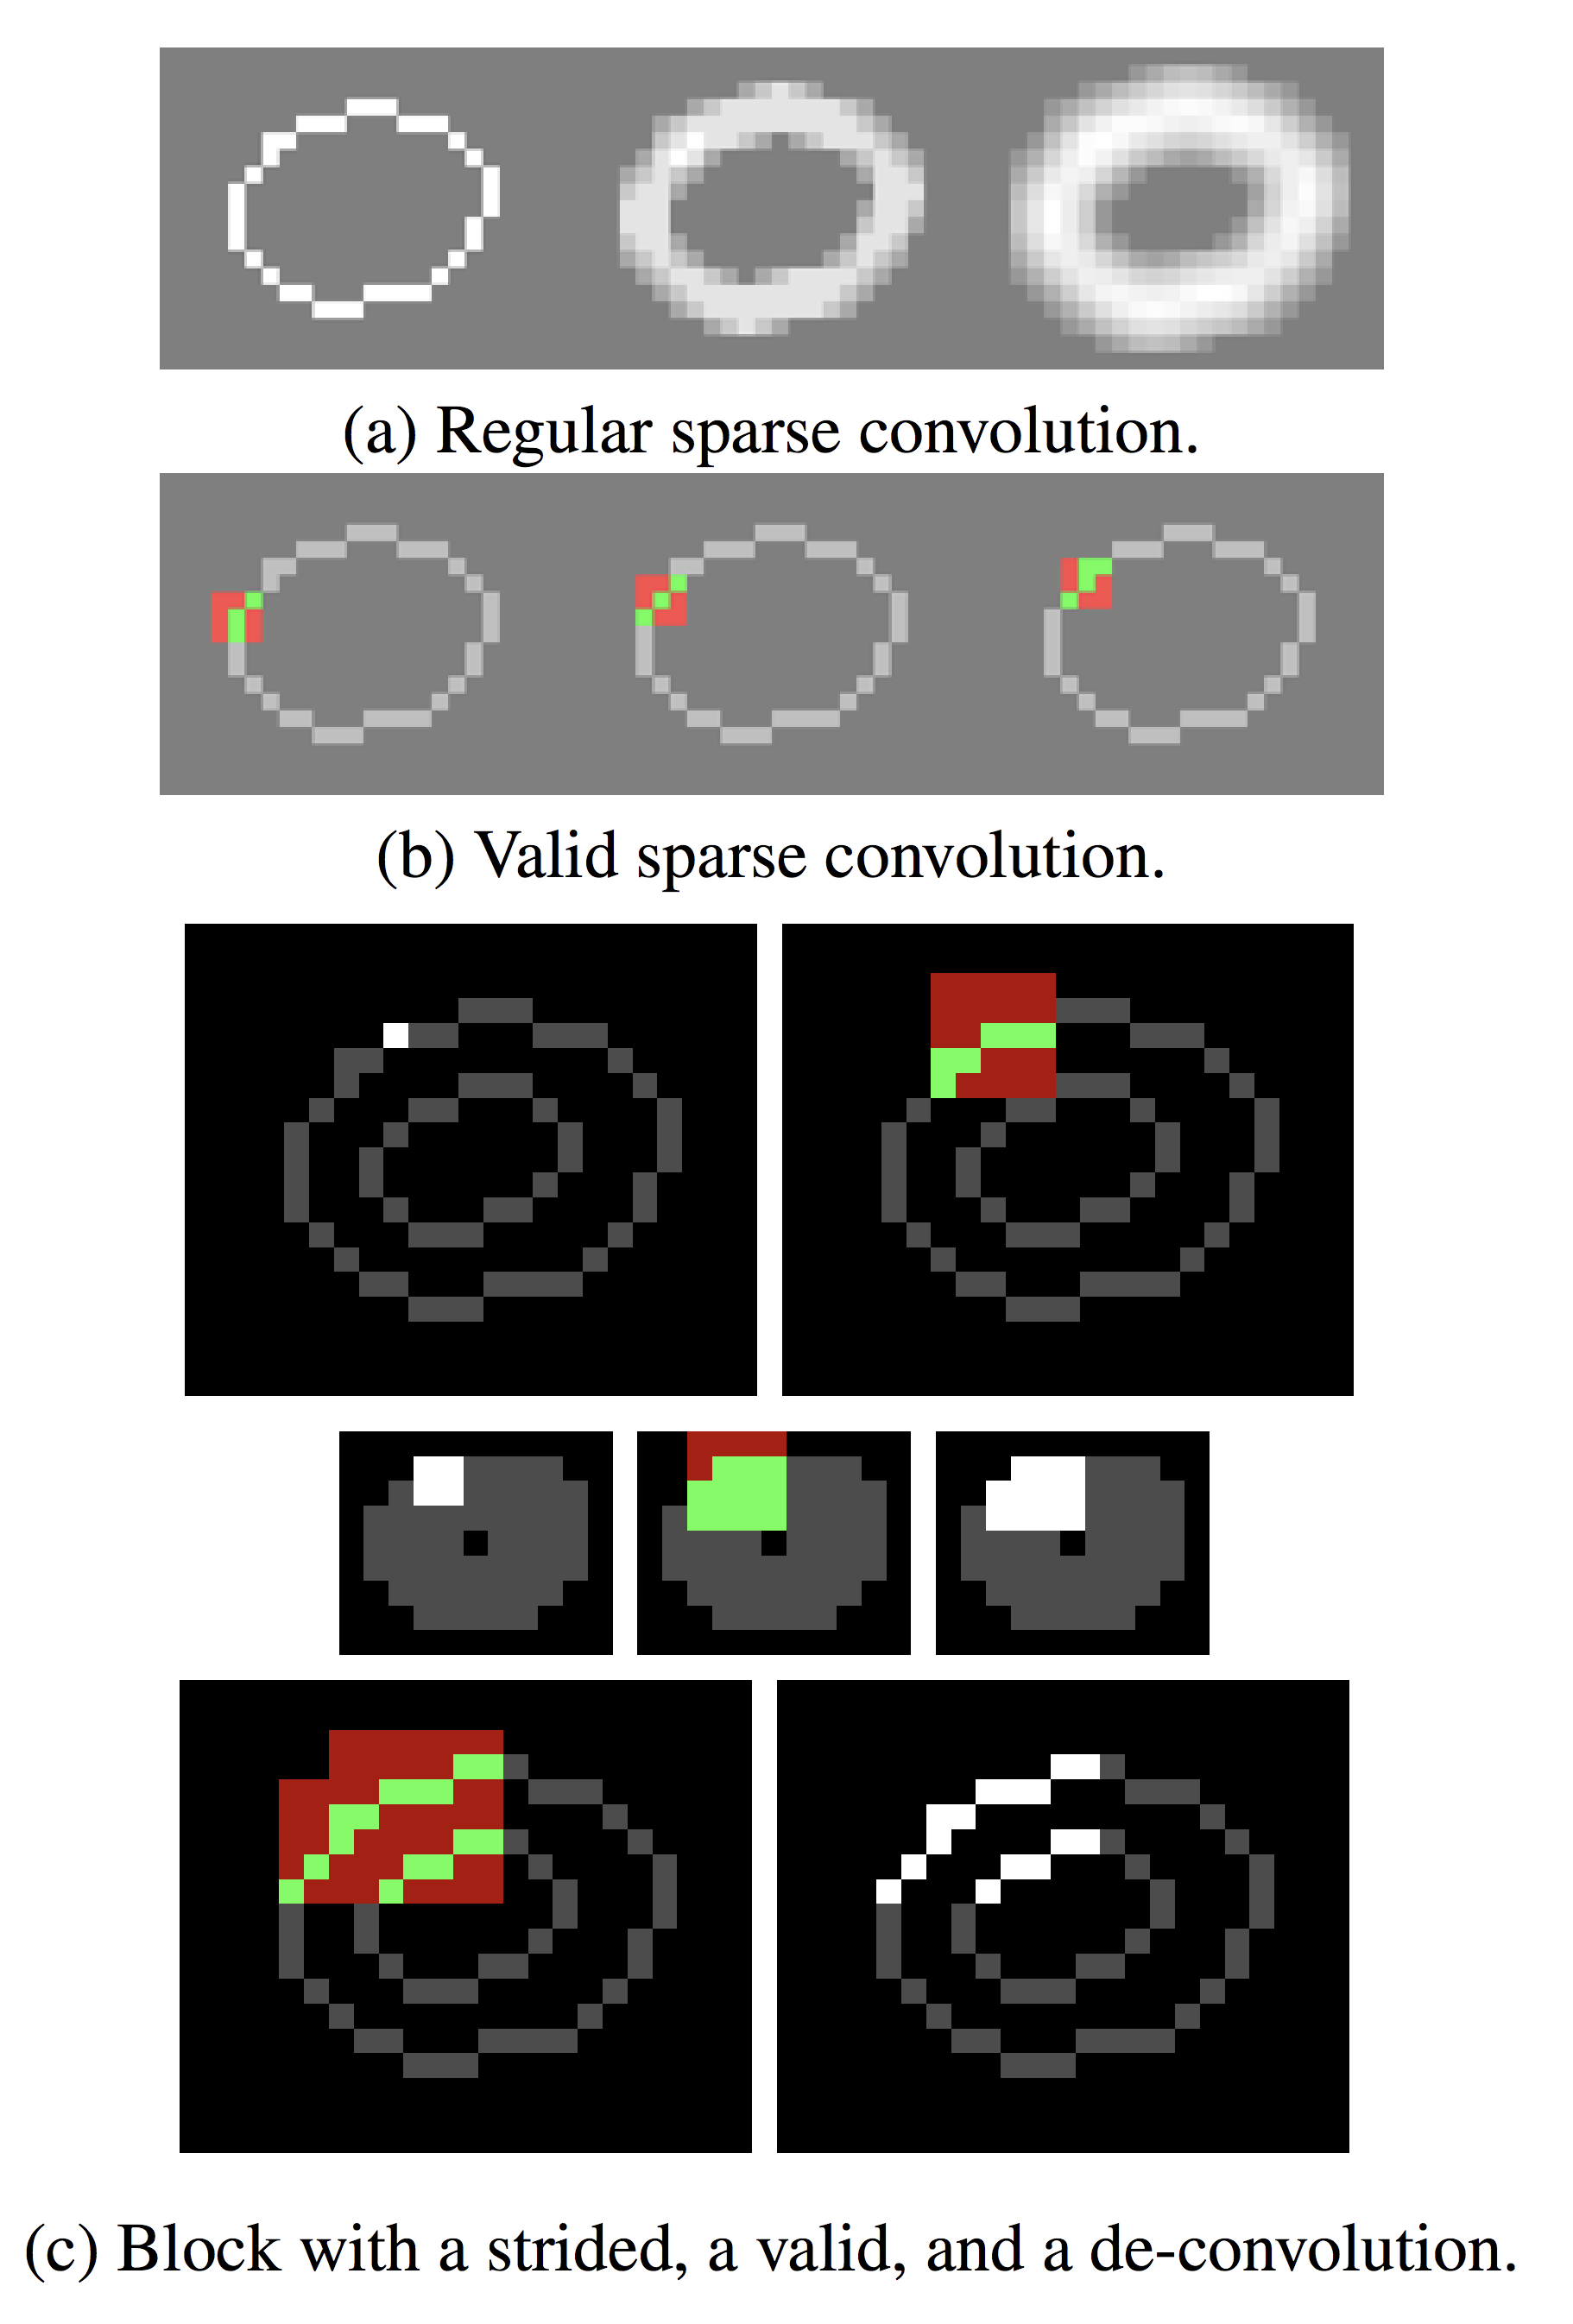 (a) Regular sparse convolution.
(b) Valid sparse convolution.
(c) Block with a strided, a valid, and a de-convolution.